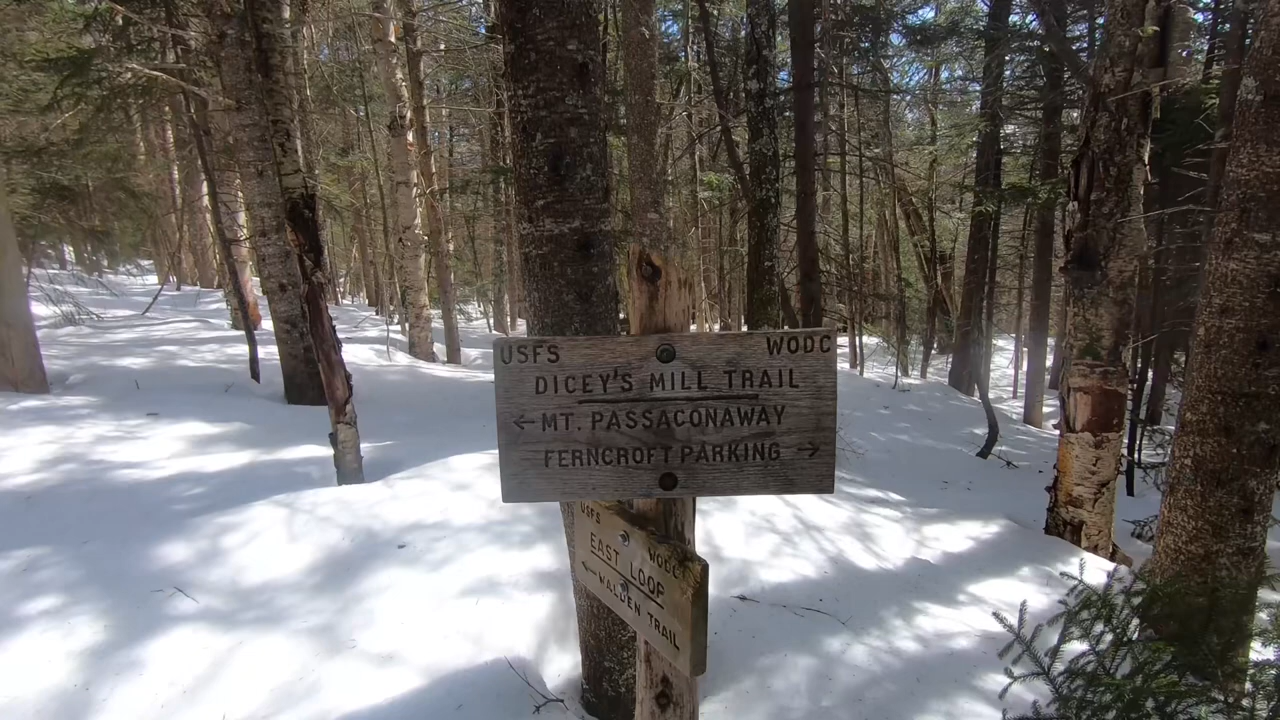 USFS WODC
DICEY'S MILL TRAIL
← MT. PASSACONAWAY
FERNCROFT PARKING →
USFS WODC
EAST LOOP
← WALDEN TRAIL